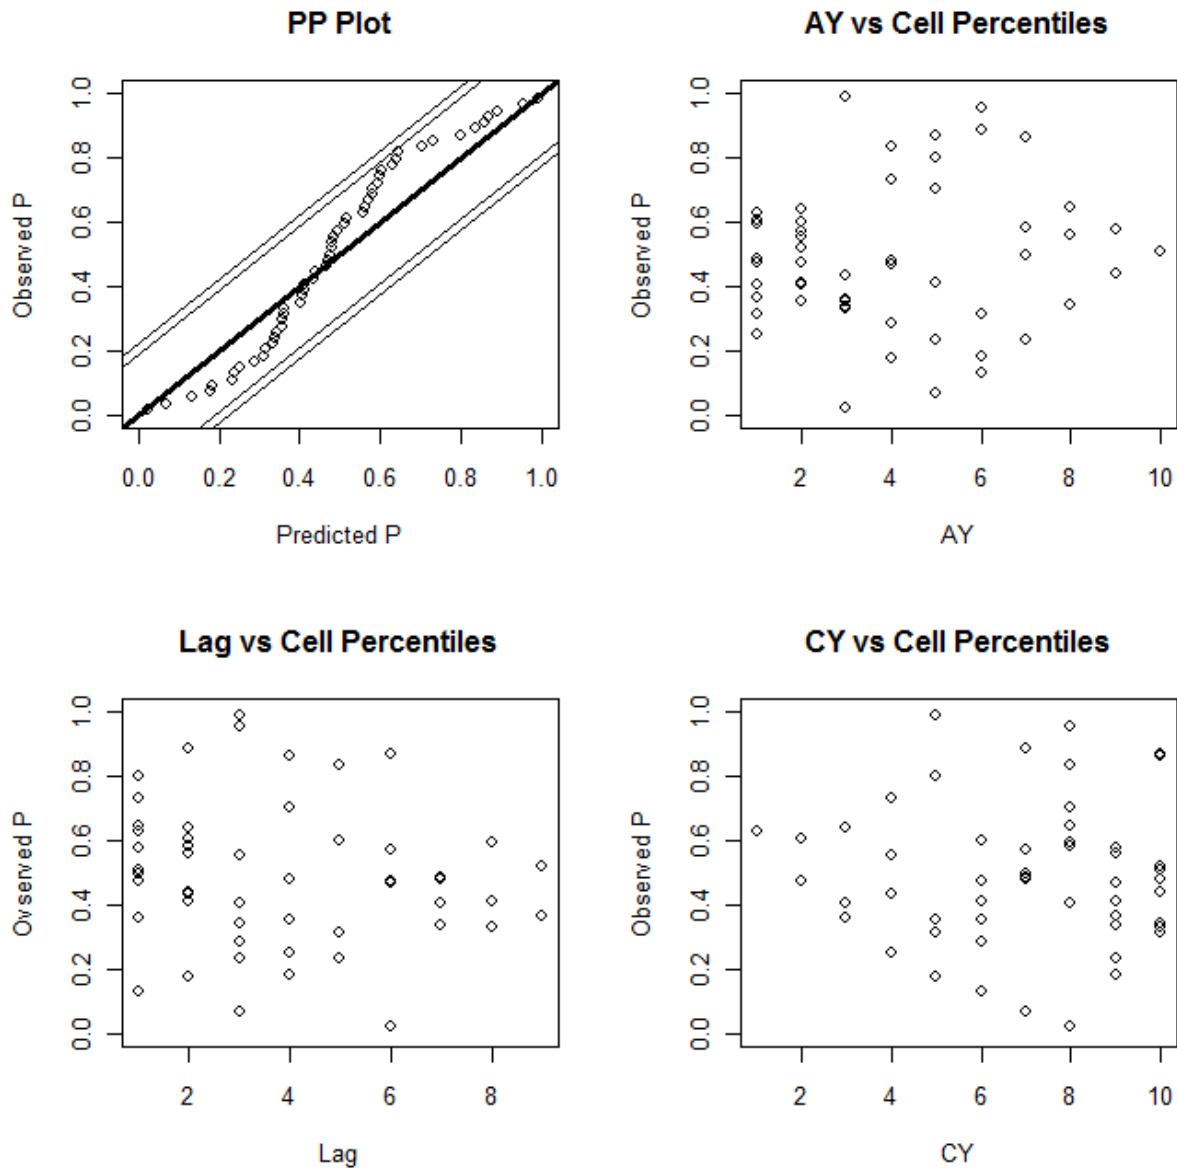 PP Plot
Observed P
1.0
0.8
0.6
0.4
0.2
0.0
0.0 0.2 0.4 0.6 0.8 1.0
Predicted P
AY vs Cell Percentiles
Observed P
1.0
0.8
0.6
0.4
0.2
0.0
2 4 6 8 10
AY
Lag vs Cell Percentiles
Ovserved P
1.0
0.8
0.6
0.4
0.2
0.0
2 4 6 8
Lag
CY vs Cell Percentiles
Observed P
1.0
0.8
0.6
0.4
0.2
0.0
2 4 6 8 10
CY